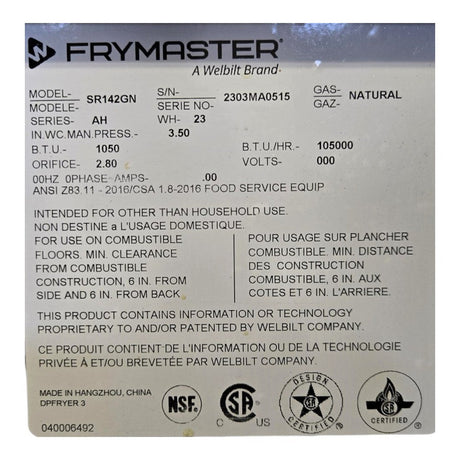 FRYMASTER®
A Welbilt Brand
MODEL- SR142GN S/N- 2303MA0515 GAS- NATURAL
MODELE- SERIE NO- GAZ-
SERIES- AH WH- 23
IN.WC.MAN.PRESS.- 3.50
B.T.U.- 1050 B.T.U./HR.- 105000
ORIFICE- 2.80 VOLTS- 000
00HZ 0PHASE-AMPS- .00
ANSI Z83.11 - 2016/CSA 1.8-2016 FOOD SERVICE EQUIP
INTENDED FOR OTHER THAN HOUSEHOLD USE.
NON DESTINE a L'USAGE DOMESTIQUE.
FOR USE ON COMBUSTIBLE
FLOORS. MIN. CLEARANCE
FROM COMBUSTIBLE
CONSTRUCTION, 6 IN. FROM
SIDE AND 6 IN. FROM BACK.
POUR USAGE SUR PLANCHER
COMBUSTIBLE. MIN. DISTANCE
DES CONSTRUCTION
COMBUSTIBLE, 6 IN. AUX
COTES ET 6 IN. L'ARRIERE.
THIS PRODUCT CONTAINS INFORMATION OR TECHNOLOGY
PROPRIETARY TO AND/OR PATENTED BY WELBILT COMPANY.
CE PRODUIT CONTIENT DE L'INFORMATION OU LA TECHNOLOGIE
PRIVÉE À ET/EN BREVETÉE PAR WELBILT COMPANY.
MADE IN HANGZHOU, CHINA
DPFRYER 3
040006492
NSF®
SA
C US
DESIGN
CERTIFIED
CERTIFIED